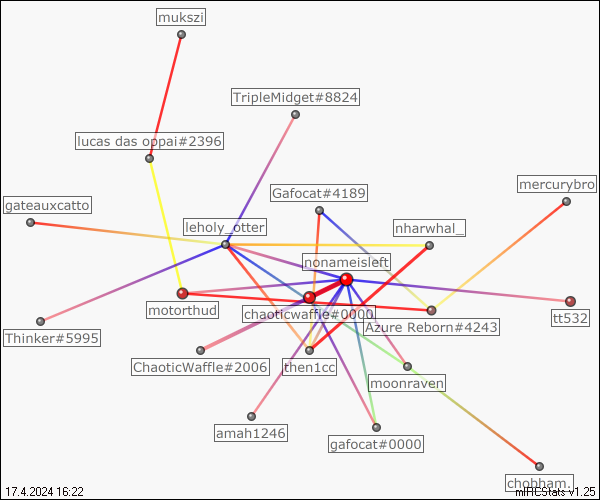 mukszi
TripleMidget#8824
lucas das oppai#2396
mercurybro
Gafocat#4189
gateauxcatto
leholy_otter
nharwhal_
nonameisleft
motorthud
chaoticwaffle#0000
tt532
Azure Reborn#4243
Thinker#5995
ChaoticWaffle#2006
then1cc
moonraven
amah1246
gafocat#0000
chobham.
17.4.2024 16:22
mIRCStats v1.25